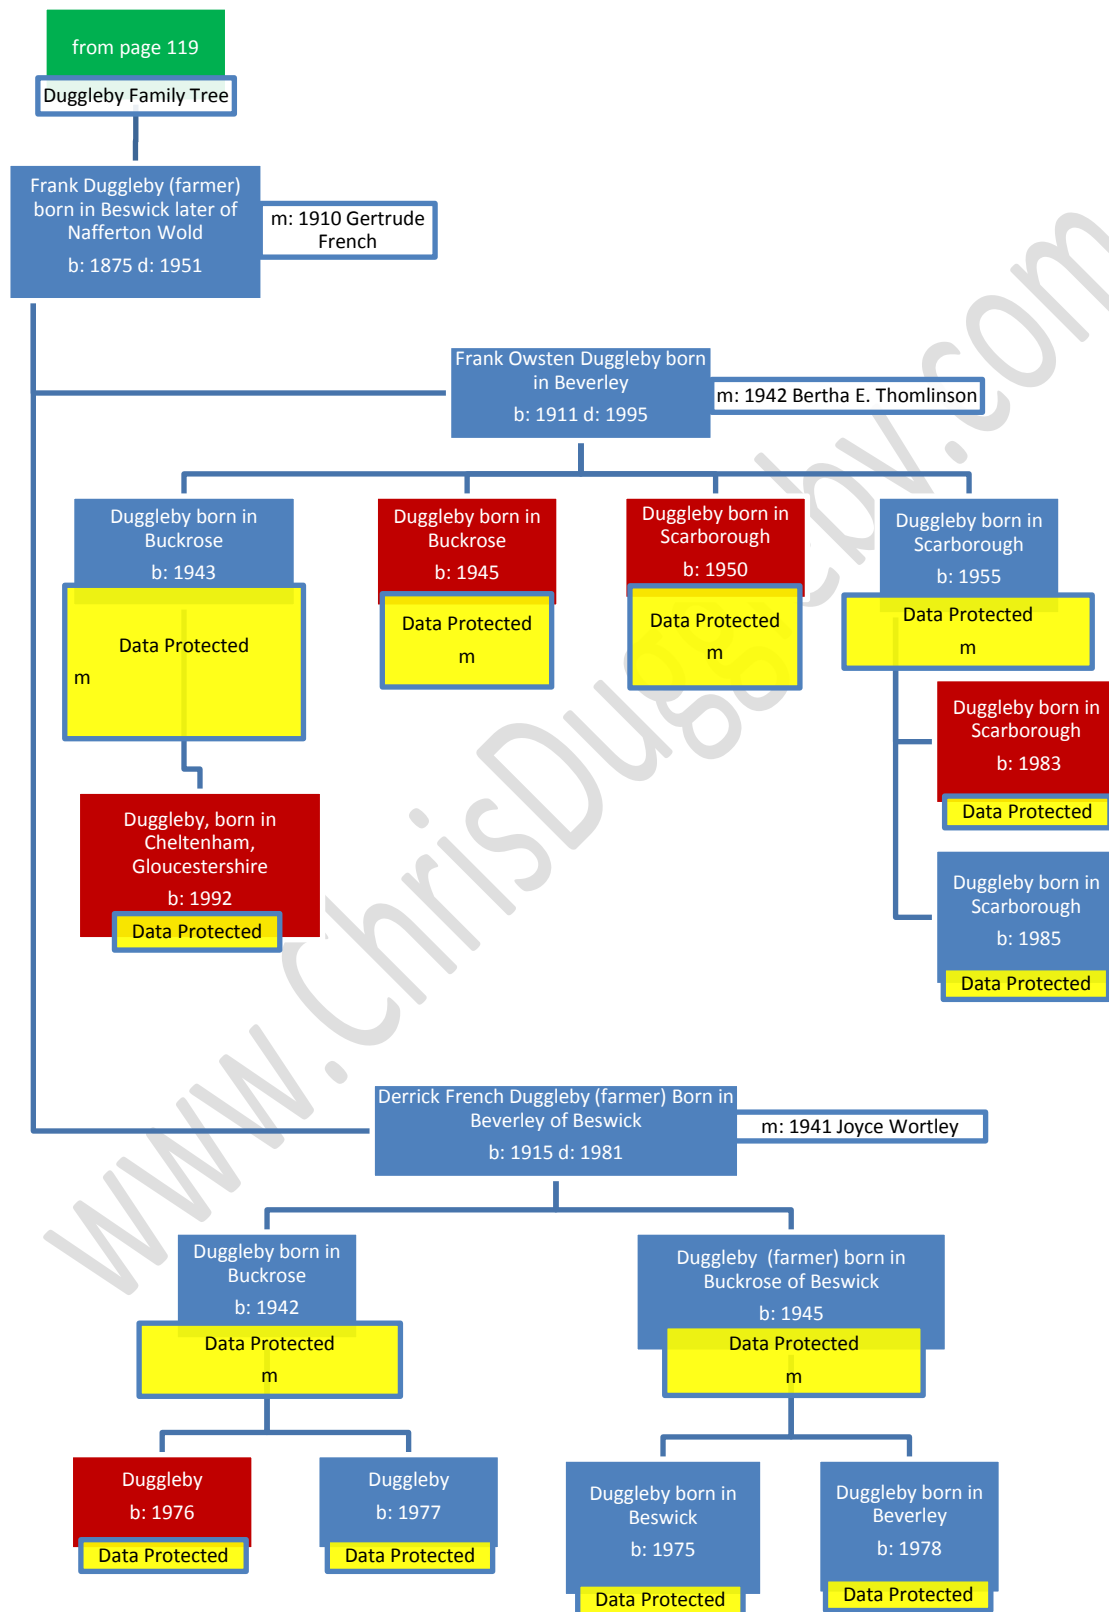 from page 119
Duggleby Family Tree
Frank Duggleby (farmer)
born in Beswick later of
Nafferton Wold
b: 1875 d: 1951
m: 1910 Gertrude
French
Frank Owsten Duggleby born
in Beverley
b: 1911 d: 1995
m: 1942 Bertha E. Thomlinson
Duggleby born in
Buckrose
b: 1943
Data Protected
m
Duggleby born in
Buckrose
b: 1945
Data Protected
m
Duggleby born in
Scarborough
b: 1950
Data Protected
m
Duggleby born in
Scarborough
b: 1955
Data Protected
m
Duggleby born in
Scarborough
b: 1983
Data Protected
Duggleby, born in
Cheltenham,
Gloucestershire
b: 1992
Data Protected
Duggleby born in
Scarborough
b: 1985
Data Protected
Derrick French Duggleby (farmer) Born in
Beverley of Beswick
b: 1915 d: 1981
m: 1941 Joyce Wortley
Duggleby born in
Buckrose
b: 1942
Data Protected
m
Duggleby  (farmer) born in
Buckrose of Beswick
b: 1945
Data Protected
m
Duggleby
b: 1976
Data Protected
Duggleby
b: 1977
Data Protected
Duggleby born in
Beswick
b: 1975
Data Protected
Duggleby born in
Beverley
b: 1978
Data Protected
www.ChrisDuggleby.com